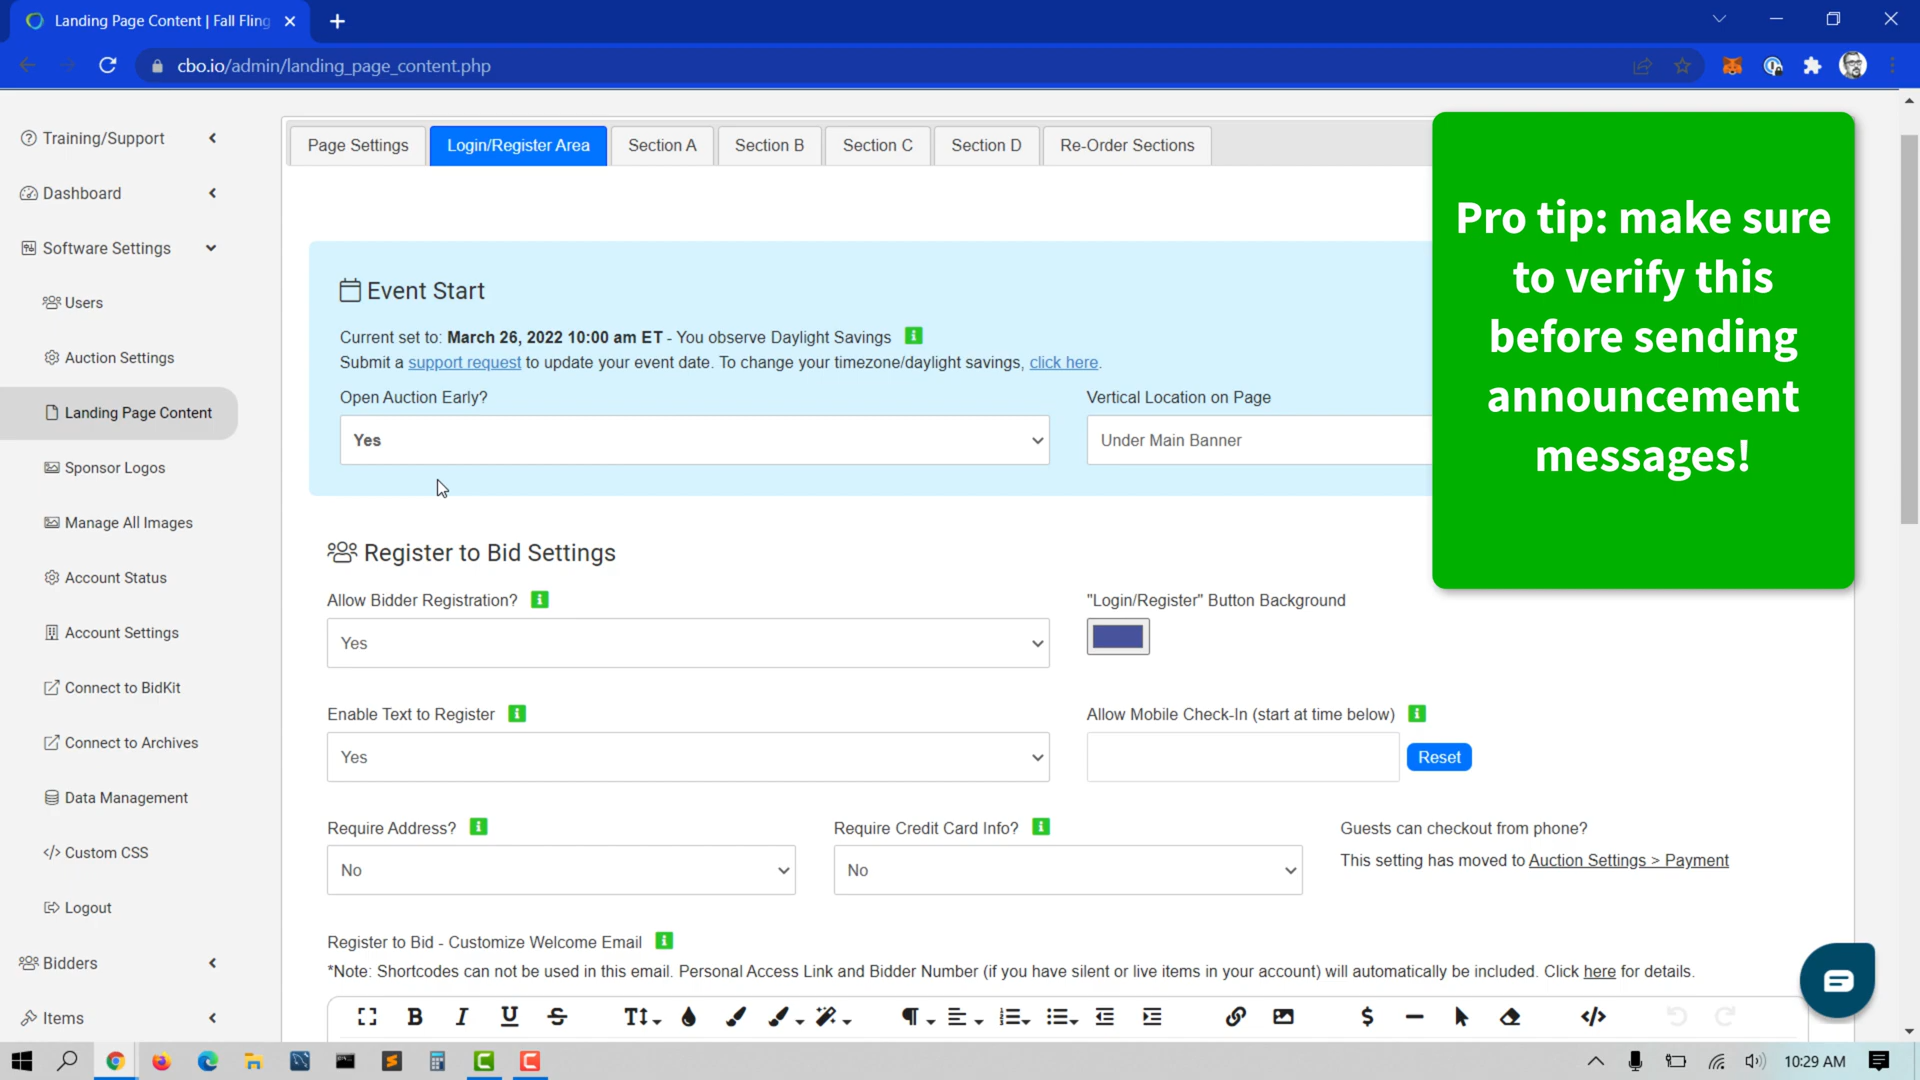 Landing Page Content | Fall Fling
cbo.io/admin/landing_page_content.php
Training/Support
Dashboard
Software Settings
Users
Auction Settings
Landing Page Content
Sponsor Logos
Manage All Images
Account Status
Account Settings
Connect to BidKit
Connect to Archives
Data Management
Custom CSS
Logout
Bidders
Items
Page Settings
Login/Register Area
Section A
Section B
Section C
Section D
Re-Order Sections
Event Start
Current set to: March 26, 2022 10:00 am ET - You observe Daylight Savings
Submit a support request to update your event date. To change your timezone/daylight savings, click here.
Open Auction Early?
Yes
Vertical Location on Page
Under Main Banner
Pro tip: make sure
to verify this
before sending
announcement
messages!
Register to Bid Settings
Allow Bidder Registration?
Yes
"Login/Register" Button Background
Enable Text to Register
Yes
Allow Mobile Check-In (start at time below)
Reset
Require Address?
No
Require Credit Card Info?
No
Guests can checkout from phone?
This setting has moved to Auction Settings > Payment
Register to Bid - Customize Welcome Email
*Note: Shortcodes can not be used in this email. Personal Access Link and Bidder Number (if you have silent or live items in your account) will automatically be included. Click here for details.
10:29 AM